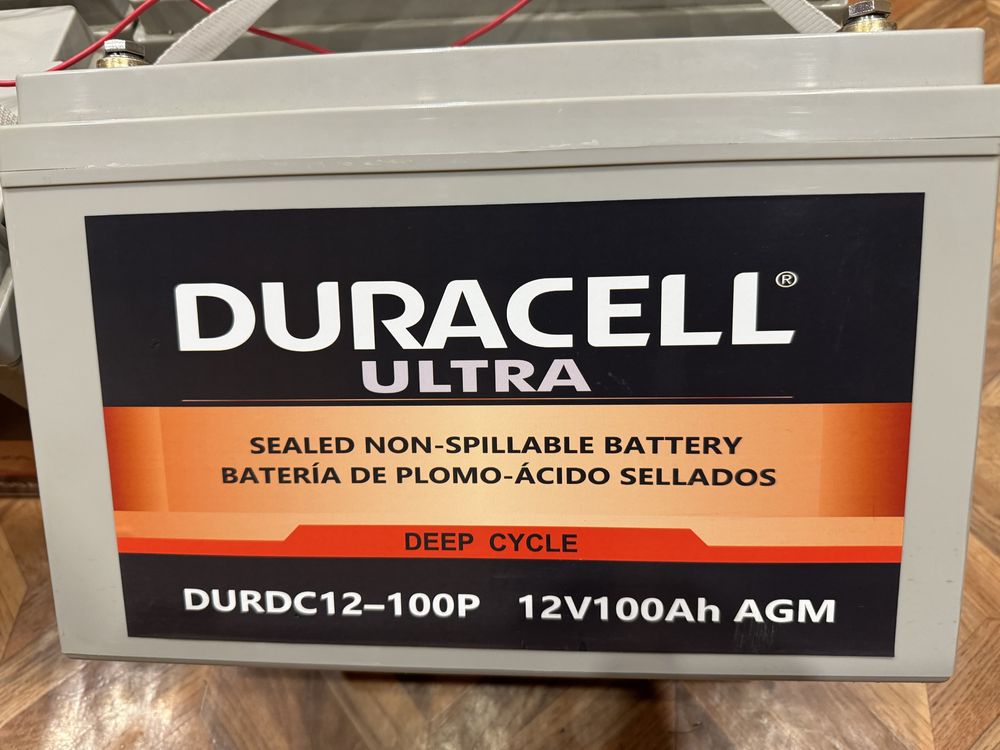 DURACELL®
ULTRA
SEALED NON-SPILLABLE BATTERY
BATERÍA DE PLOMO-ÁCIDO SELLADOS
DEEP CYCLE
DURDC12–100P 12V100Ah AGM